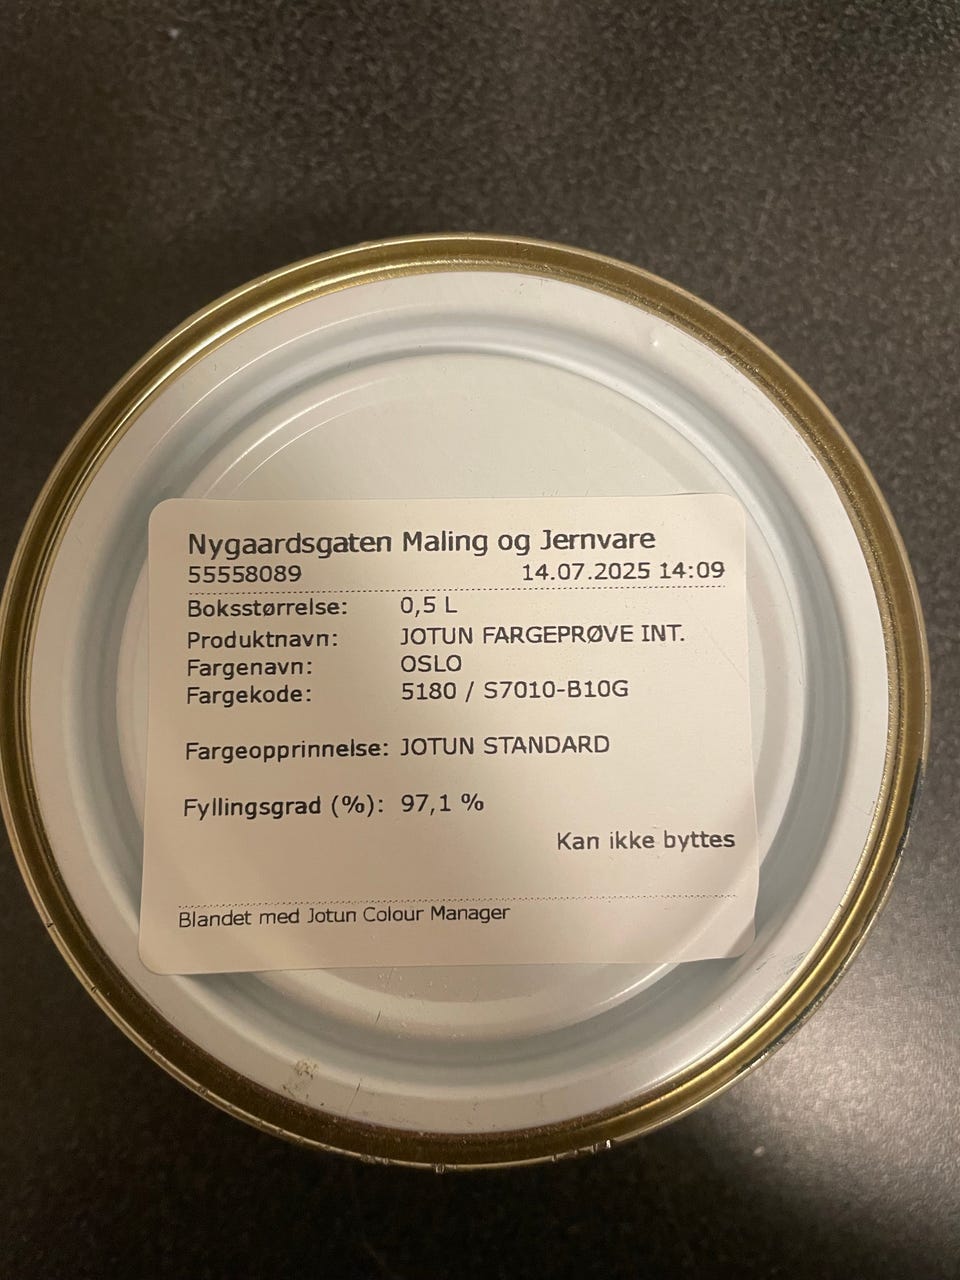 Nygaardsgaten Maling og Jernvare
55558089 14.07.2025 14:09
Boksstørrelse: 0,5 L
Produktnavn: JOTUN FARGEPRØVE INT.
Fargenavn: OSLO
Fargekode: 5180 / S7010-B10G
Fargeopprinnelse: JOTUN STANDARD
Fyllingsgrad (%): 97,1 %
Kan ikke byttes
Blandet med Jotun Colour Manager